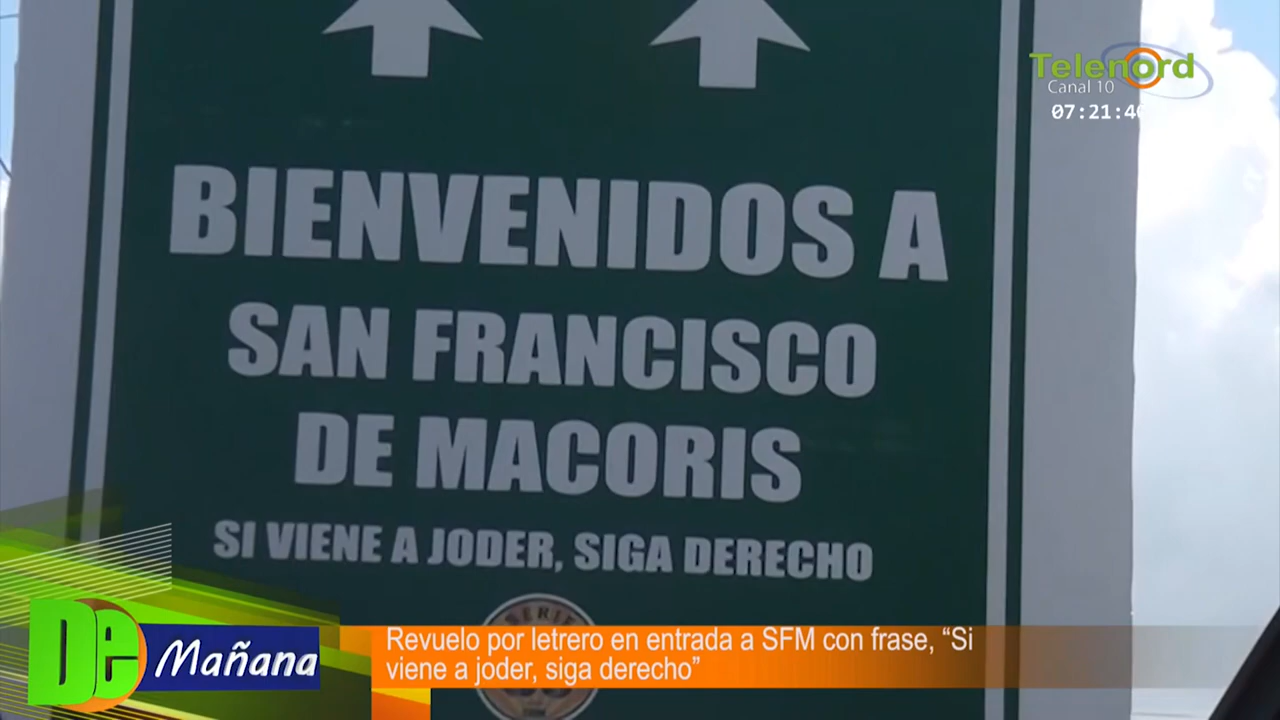 Telenord
Canal 10
07:21:40
BIENVENIDOS A
SAN FRANCISCO
DE MACORIS
SI VIENE A JODER, SIGA DERECHO
SERIE
De
Mañana
Revuelo por letrero en entrada a SFM con frase, “Si
viene a joder, siga derecho”